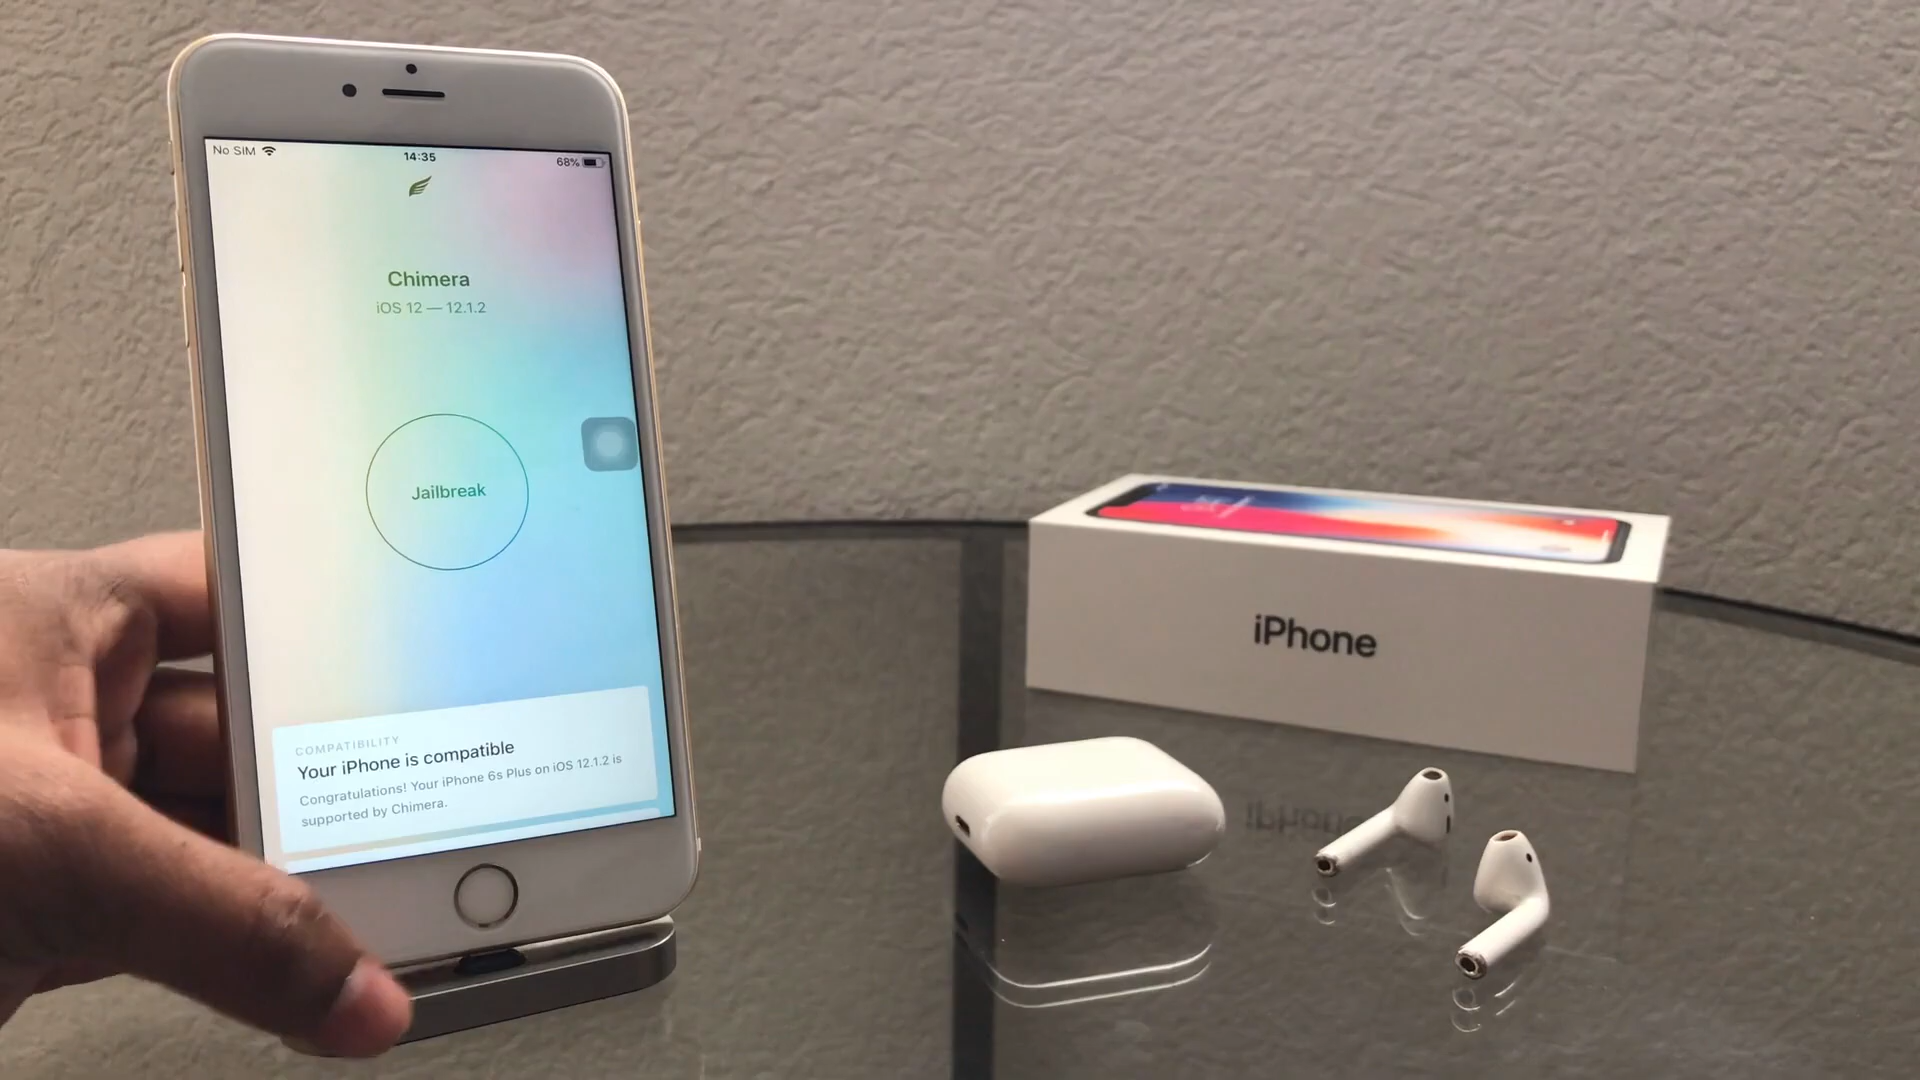 No SIM 14:35 68%
Chimera
iOS 12 — 12.1.2
Jailbreak
COMPATIBILITY
Your iPhone is compatible
Congratulations! Your iPhone 6s Plus on iOS 12.1.2 is
supported by Chimera.
iPhone